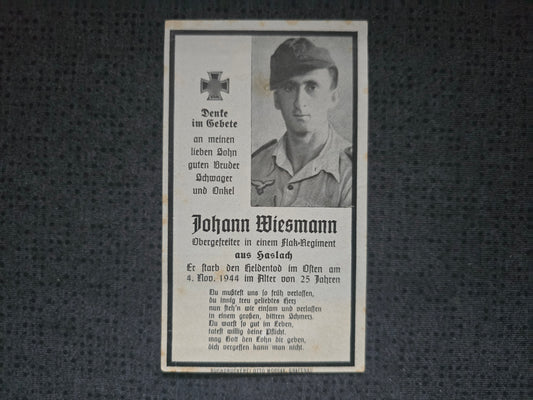 Denke
im Gebete
an meinen
lieben Sohn
guten Bruder
Schwager
und Onkel
Johann Wiesmann
Obergefreiter in einem Flak-Regiment
aus Haslach
Er starb den Heldentod im Osten am
4. Nov. 1944 im Alter von 25 Jahren
Du mußtest uns so früh verlassen,
du innig treu geliebtes Herz
nun steh'n wir einsam und verlassen
in einem großen, bittren Schmerz.
Du warst so gut im Leben,
tatest willig deine Pflicht.
mag Gott den Lohn dir geben,
dich vergessen kann man nicht.
BUCHDRUCKEREI OTTO